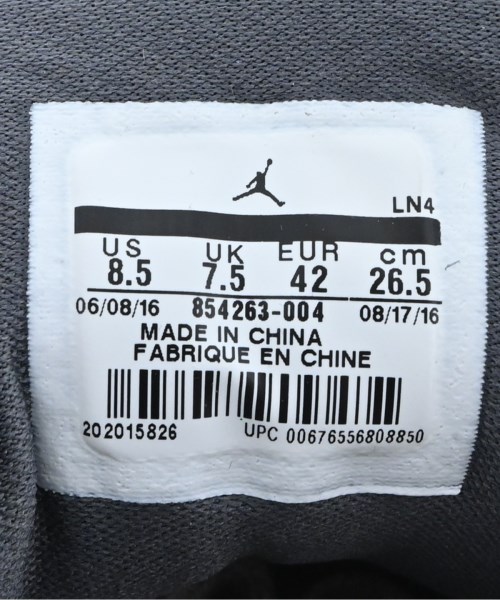 LN4
US UK EUR cm
8.5 7.5 42 26.5
06/08/16 854263-004 08/17/16
MADE IN CHINA
FABRIQUE EN CHINE
202015826 UPC 00676556808850